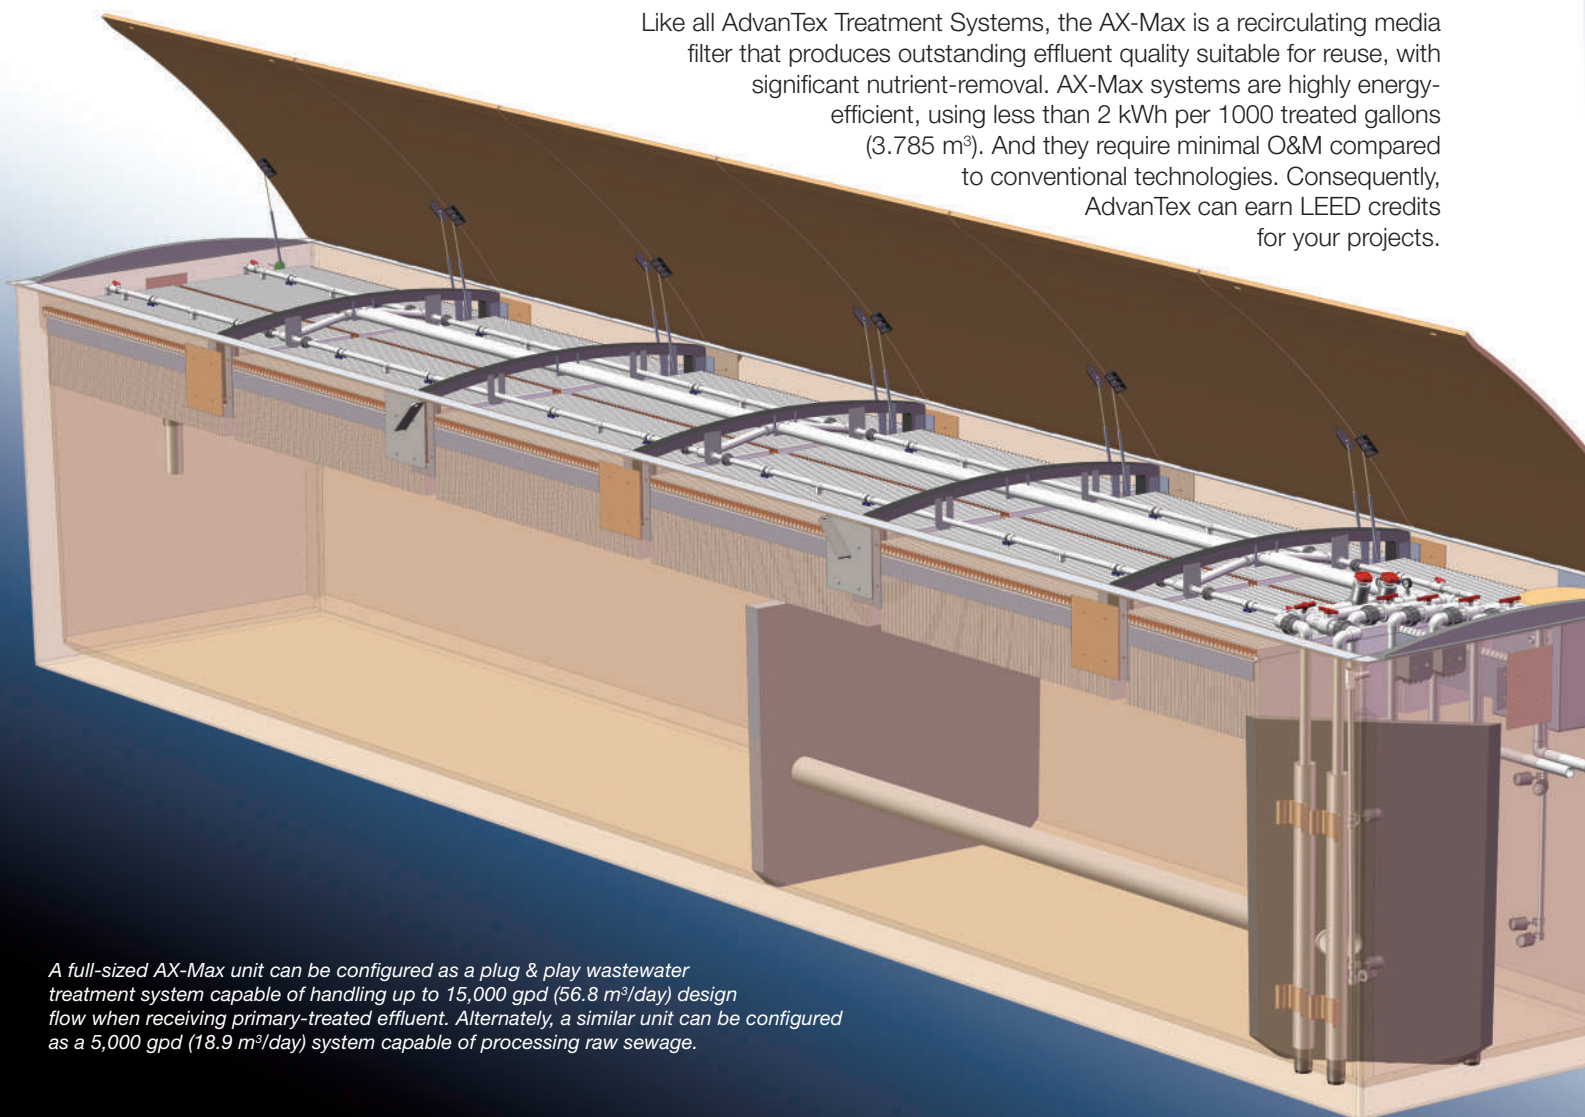 Like all AdvanTex Treatment Systems, the AX-Max is a recirculating media
filter that produces outstanding effluent quality suitable for reuse, with
significant nutrient-removal. AX-Max systems are highly energy-
efficient, using less than 2 kWh per 1000 treated gallons
(3.785 m³). And they require minimal O&M compared
to conventional technologies. Consequently,
AdvanTex can earn LEED credits
for your projects.
A full-sized AX-Max unit can be configured as a plug & play wastewater
treatment system capable of handling up to 15,000 gpd (56.8 m³/day) design
flow when receiving primary-treated effluent. Alternately, a similar unit can be configured
as a 5,000 gpd (18.9 m³/day) system capable of processing raw sewage.